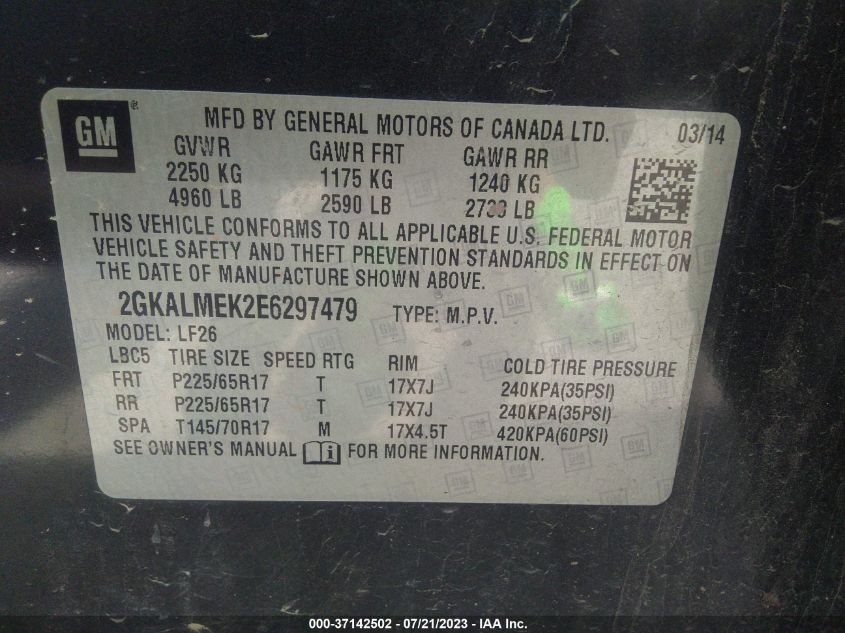 GM ® MFD BY GENERAL MOTORS OF CANADA LTD. 03/14
GVWR GAWR FRT GAWR RR
2250 KG 1175 KG 1240 KG
4960 LB 2590 LB 2733 LB
THIS VEHICLE CONFORMS TO ALL APPLICABLE U.S. FEDERAL MOTOR
VEHICLE SAFETY AND THEFT PREVENTION STANDARDS IN EFFECT ON
THE DATE OF MANUFACTURE SHOWN ABOVE.
2GKALMEK2E6297479 TYPE: M.P.V.
MODEL: LF26
LBC5 TIRE SIZE SPEED RTG RIM COLD TIRE PRESSURE
FRT P225/65R17 T 17X7J 240KPA(35PSI)
RR P225/65R17 T 17X7J 240KPA(35PSI)
SPA T145/70R17 M 17X4.5T 420KPA(60PSI)
SEE OWNER'S MANUAL i FOR MORE INFORMATION.
000-37142502 - 07/21/2023 - IAA Inc.